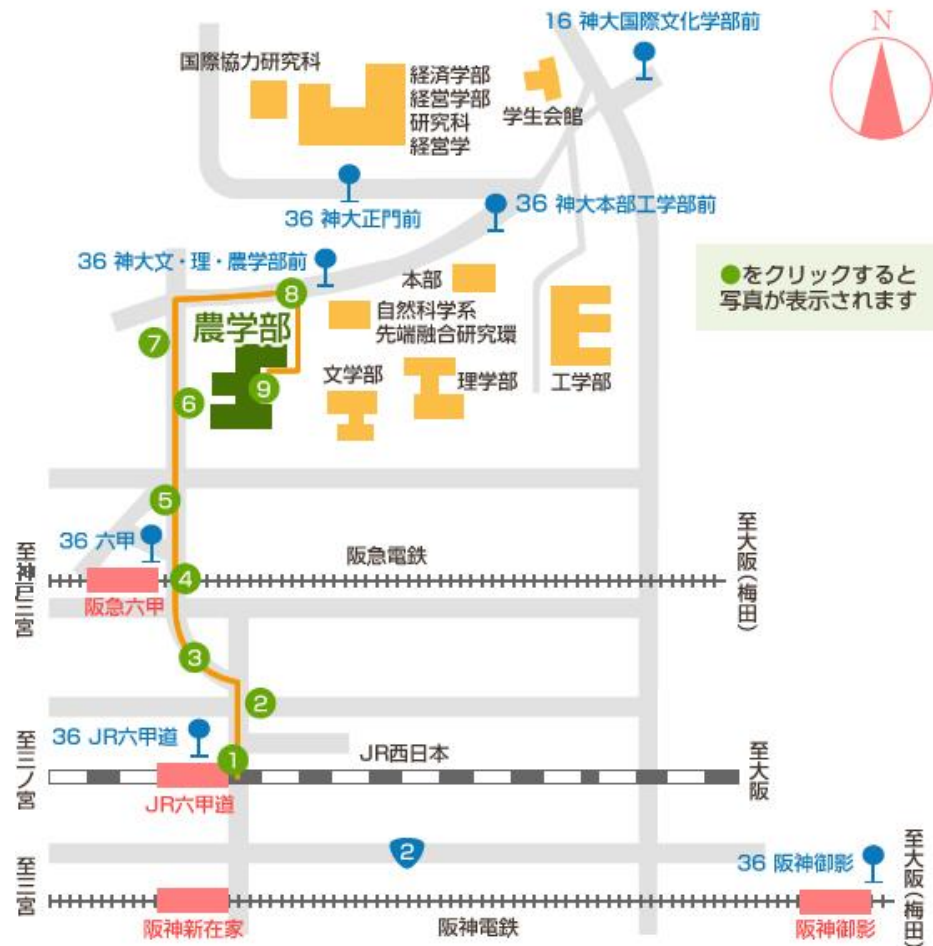 16 神大国際文化学部前
N
国際協力研究科
経済学部
経営学部
研究科
経営学
学生会館
36 神大正門前
36 神大本部工学部前
36 神大文・理・農学部前
本部
●をクリックすると
写真が表示されます
8
自然科学系
先端融合研究環
農学部
7
文学部
理学部
工学部
9
6
5
36 六甲
阪急電鉄
至大阪(梅田)
4
阪急六甲
3
2
36 JR六甲道
至三ノ宮
1
JR西日本
至大阪
JR六甲道
2
36 阪神御影
至三宮
至大阪(梅田)
阪神新在家
阪神電鉄
阪神御影